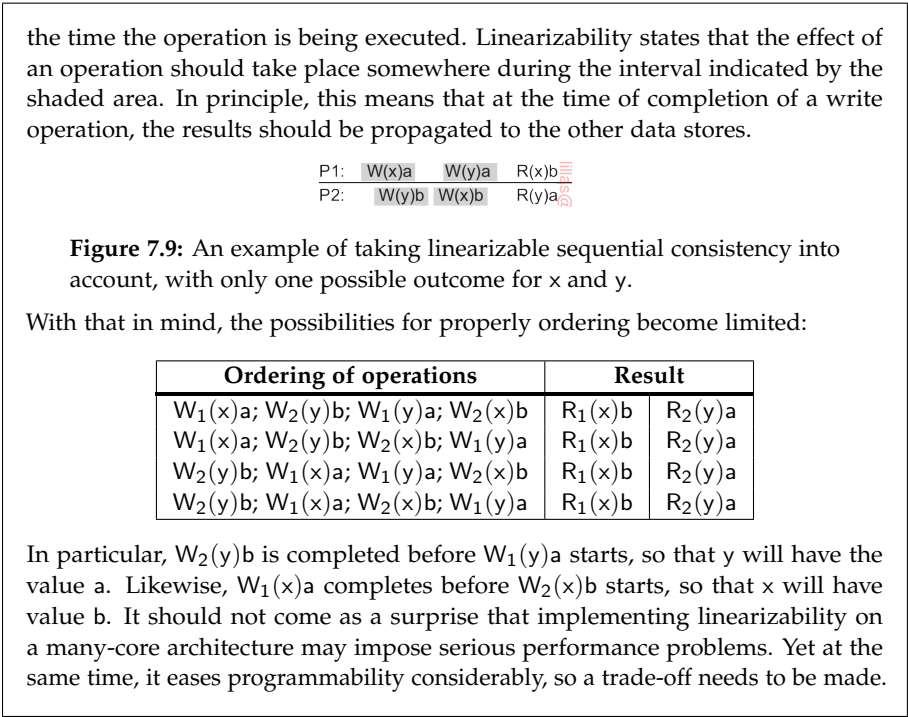 the time the operation is being executed. Linearizability states that the effect of
an operation should take place somewhere during the interval indicated by the
shaded area. In principle, this means that at the time of completion of a write
operation, the results should be propagated to the other data stores.
P1: W(x)a W(y)a R(x)b
P2: W(y)b W(x)b R(y)a
Figure 7.9: An example of taking linearizable sequential consistency into
account, with only one possible outcome for x and y.
With that in mind, the possibilities for properly ordering become limited:
Ordering of operations Result
W₁(x)a; W₂(y)b; W₁(y)a; W₂(x)b R₁(x)b R₂(y)a
W₁(x)a; W₂(y)b; W₂(x)b; W₁(y)a R₁(x)b R₂(y)a
W₂(y)b; W₁(x)a; W₁(y)a; W₂(x)b R₁(x)b R₂(y)a
W₂(y)b; W₁(x)a; W₂(x)b; W₁(y)a R₁(x)b R₂(y)a
In particular, W₂(y)b is completed before W₁(y)a starts, so that y will have the
value a. Likewise, W₁(x)a completes before W₂(x)b starts, so that x will have
value b. It should not come as a surprise that implementing linearizability on
a many-core architecture may impose serious performance problems. Yet at the
same time, it eases programmability considerably, so a trade-off needs to be made.